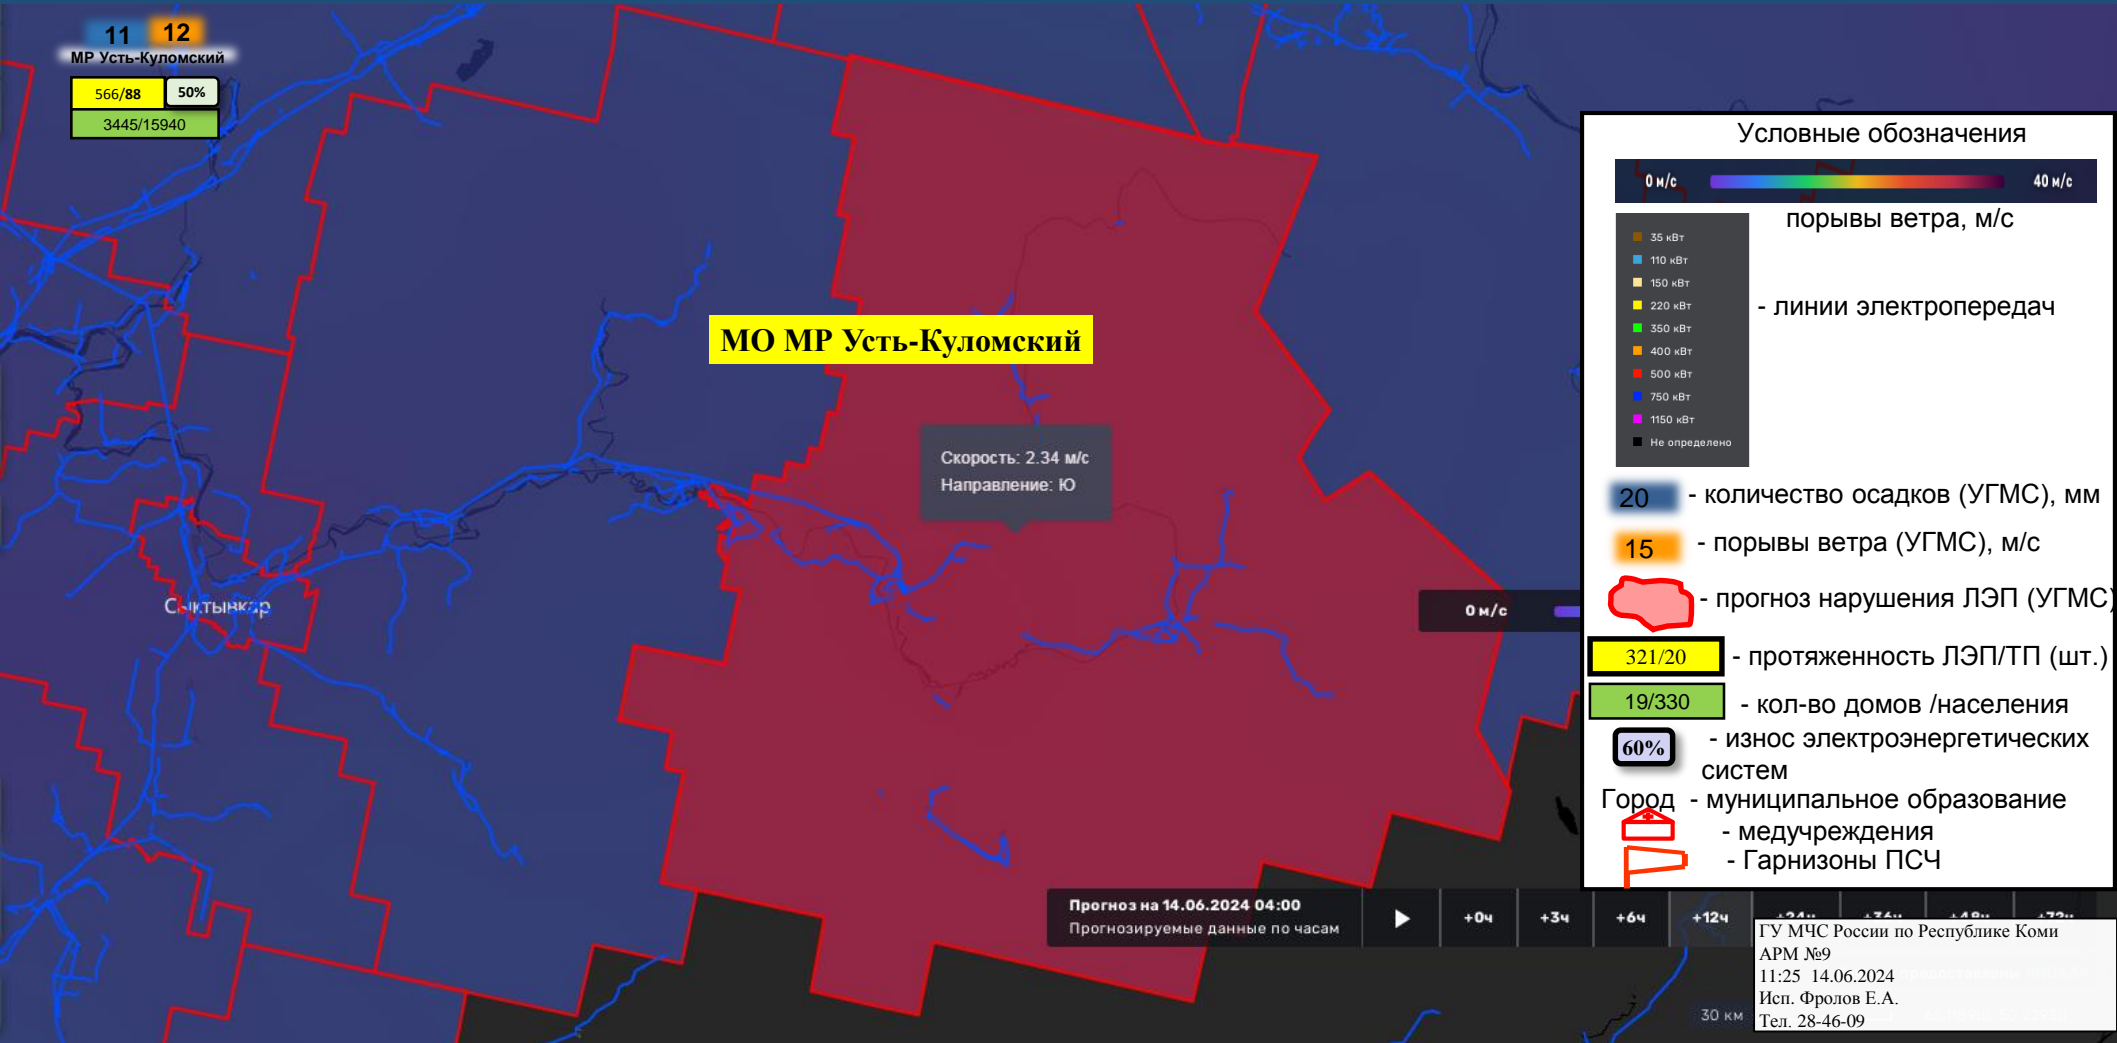 11 12
МР Усть-Куломский
566/88 50%
3445/15940
МО МР Усть-Куломский
Скорость: 2.34 м/с
Направление: Ю
Сыктывкар
0 м/с
Условные обозначения
0 м/с 40 м/с
порывы ветра, м/с
35 кВт
110 кВт
150 кВт
220 кВт
350 кВт
400 кВт
500 кВт
750 кВт
1150 кВт
Не определено
- линии электропередач
20 - количество осадков (УГМС), мм
15 - порывы ветра (УГМС), м/с
- прогноз нарушения ЛЭП (УГМС)
321/20 - протяженность ЛЭП/ТП (шт.)
19/330 - кол-во домов /населения
60% - износ электроэнергетических
систем
Город - муниципальное образование
- медучреждения
- Гарнизоны ПСЧ
Прогноз на 14.06.2024 04:00
Прогнозируемые данные по часам
+0ч +3ч +6ч +12ч +24ч +36ч +48ч +72ч
ГУ МЧС России по Республике Коми
АРМ №9
11:25 14.06.2024
Исп. Фролов Е.А.
Тел. 28-46-09
30 км